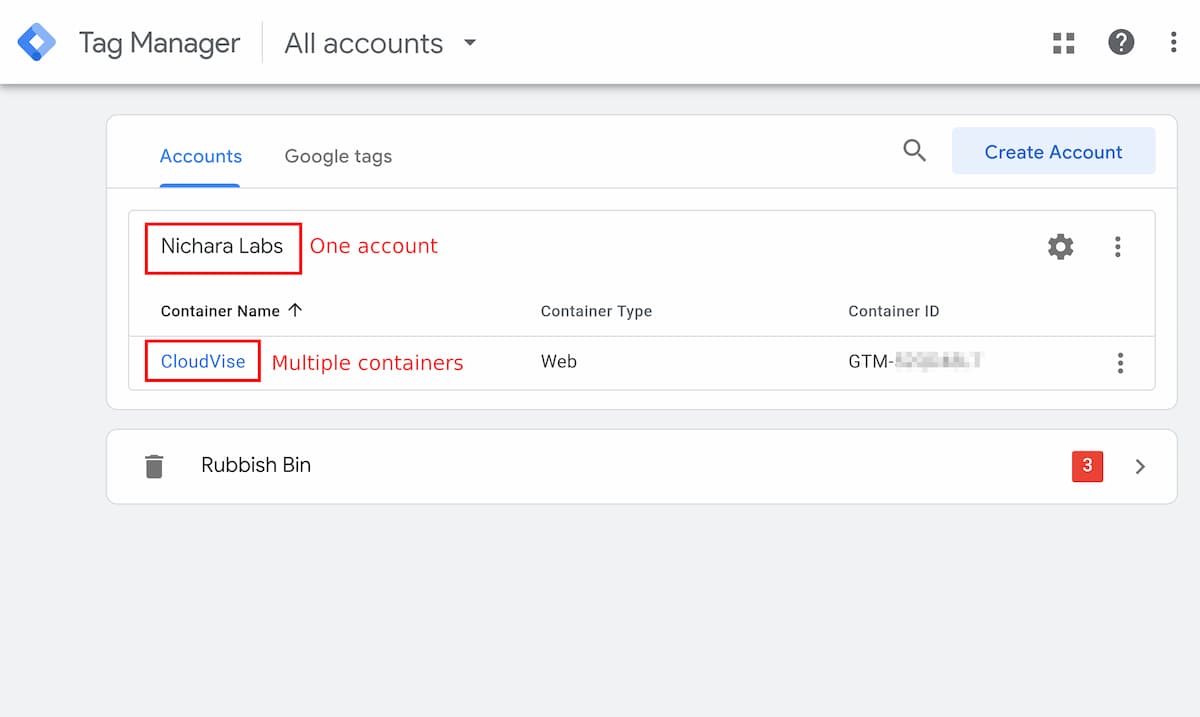 Tag Manager All accounts
Accounts Google tags Create Account
Nichara Labs One account
Container Name Container Type Container ID
CloudVise Multiple containers Web GTM-
Rubbish Bin 3